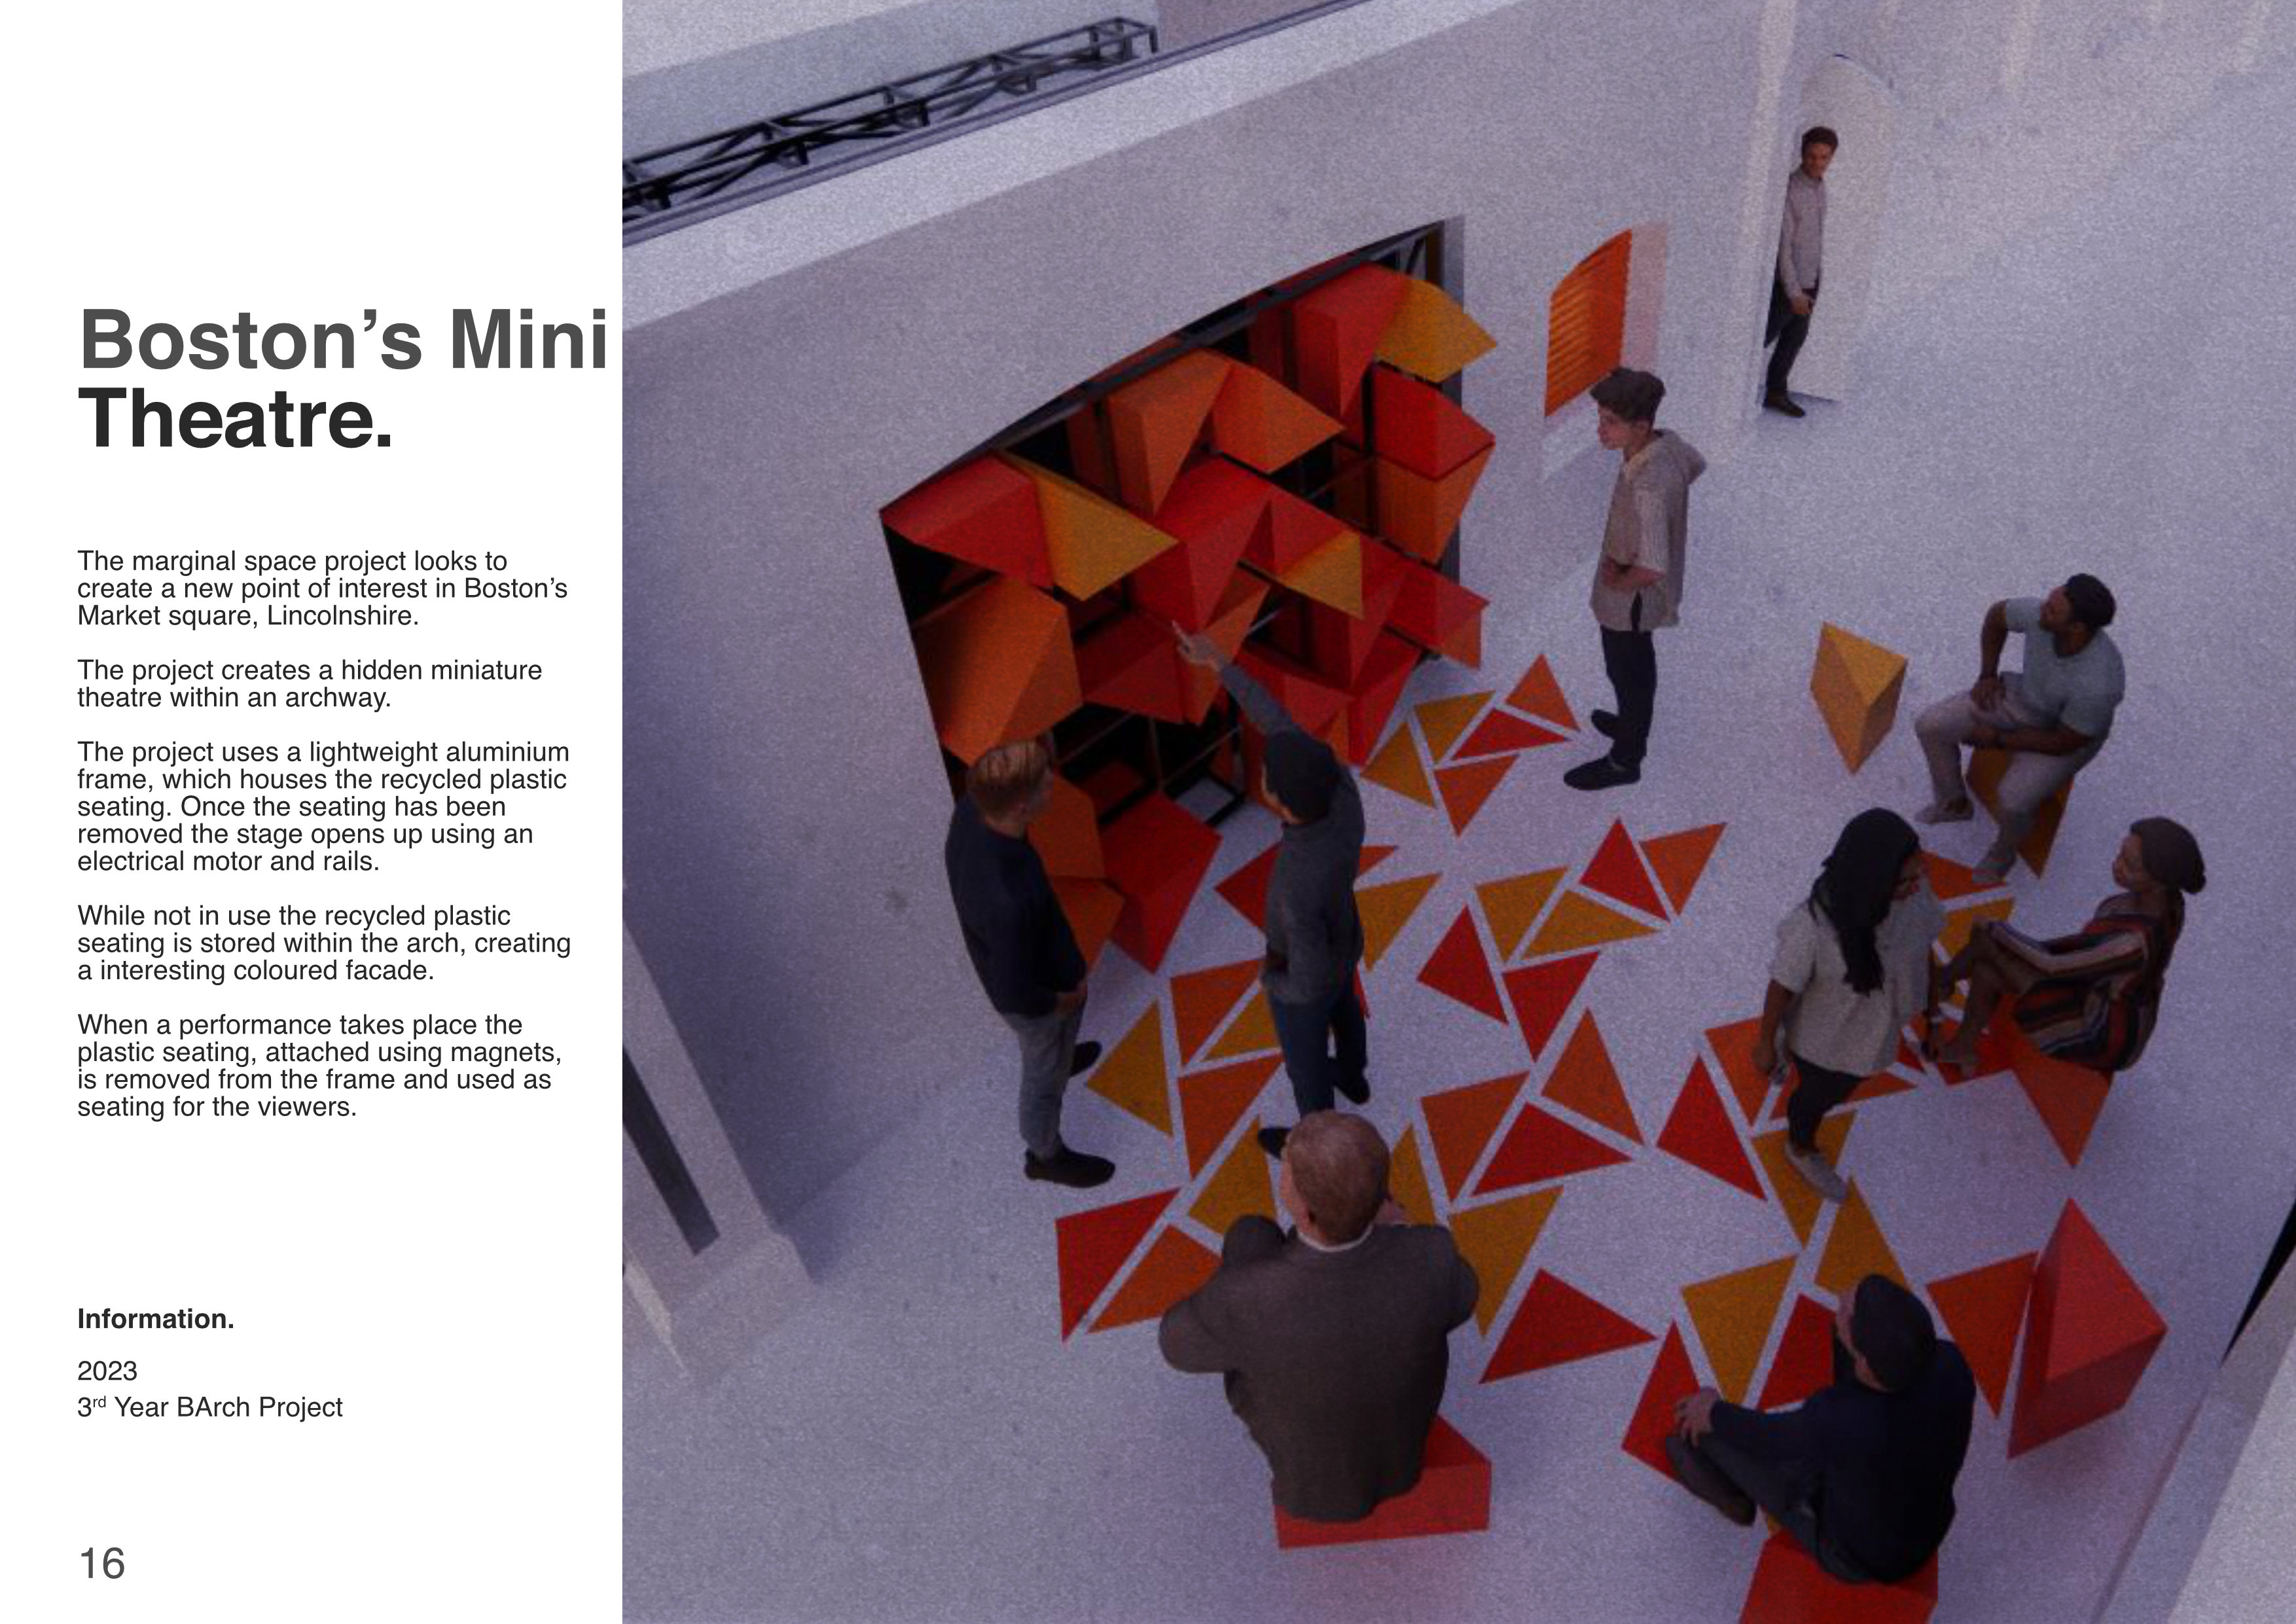 Boston’s Mini
Theatre.
The marginal space project looks to
create a new point of interest in Boston’s
Market square, Lincolnshire.
The project creates a hidden miniature
theatre within an archway.
The project uses a lightweight aluminium
frame, which houses the recycled plastic
seating. Once the seating has been
removed the stage opens up using an
electrical motor and rails.
While not in use the recycled plastic
seating is stored within the arch, creating
a interesting coloured facade.
When a performance takes place the
plastic seating, attached using magnets,
is removed from the frame and used as
seating for the viewers.
Information.
2023
3rd Year BArch Project
16